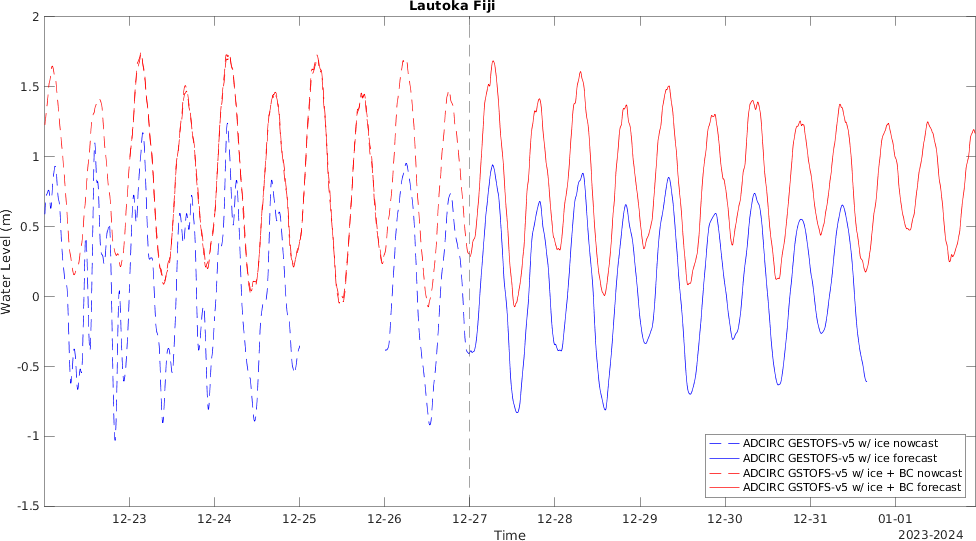 Lautoka Fiji
2
1.5
1
0.5
0
-0.5
-1
-1.5
Water Level (m)
12-23 12-24 12-25 12-26 12-27 12-28 12-29 12-30 12-31 01-01
Time
2023-2024
ADCIRC GESTOFS-v5 w/ ice nowcast
ADCIRC GESTOFS-v5 w/ ice forecast
ADCIRC GSTOFS-v5 w/ ice + BC nowcast
ADCIRC GSTOFS-v5 w/ ice + BC forecast